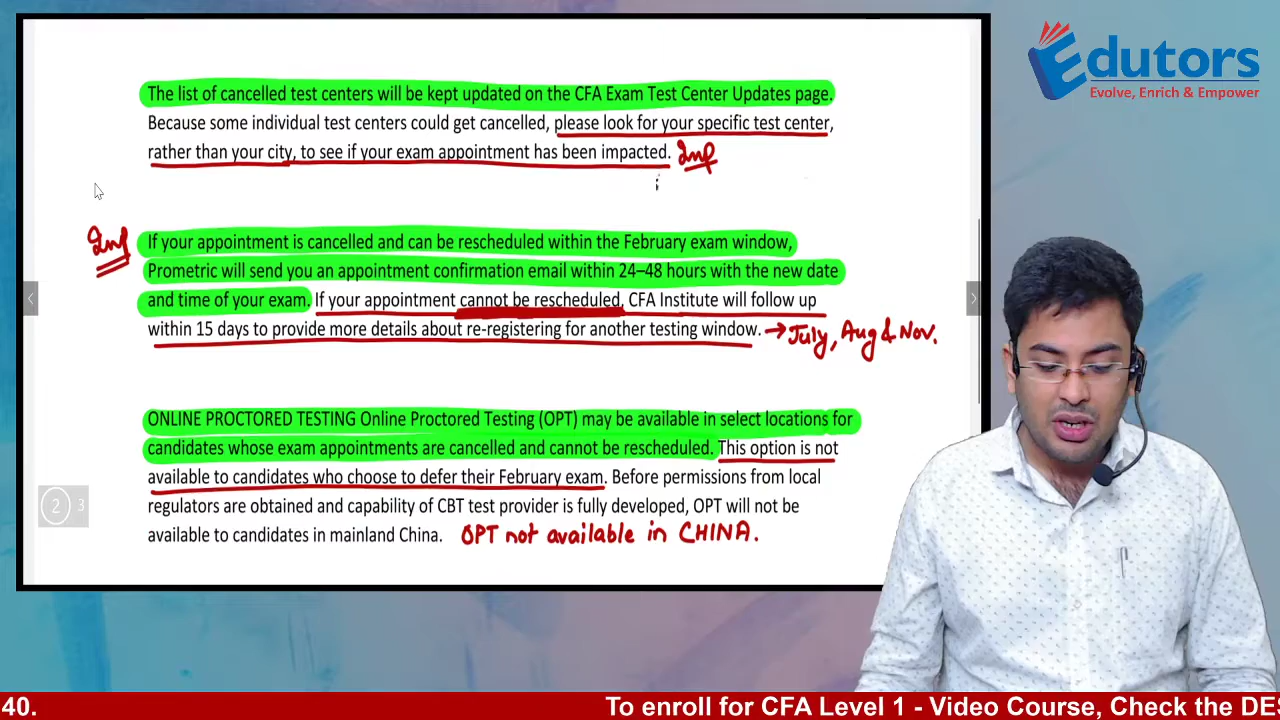 Edutors
Evolve, Enrich & Empower
The list of cancelled test centers will be kept updated on the CFA Exam Test Center Updates page.
Because some individual test centers could get cancelled, please look for your specific test center,
rather than your city, to see if your exam appointment has been impacted. Imp
Imp
If your appointment is cancelled and can be rescheduled within the February exam window,
Prometric will send you an appointment confirmation email within 24–48 hours with the new date
and time of your exam. If your appointment cannot be rescheduled, CFA Institute will follow up
within 15 days to provide more details about re-registering for another testing window. → July, Aug & Nov.
ONLINE PROCTORED TESTING Online Proctored Testing (OPT) may be available in select locations for
candidates whose exam appointments are cancelled and cannot be rescheduled. This option is not
available to candidates who choose to defer their February exam. Before permissions from local
regulators are obtained and capability of CBT test provider is fully developed, OPT will not be
available to candidates in mainland China. OPT not available in CHINA.
2 3
40. To enroll for CFA Level 1 - Video Course, Check the DES